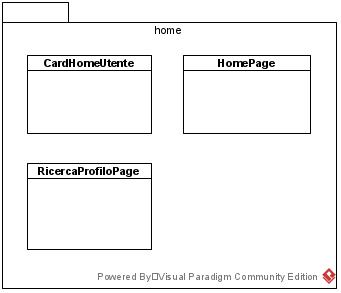 home
CardHomeUtente
HomePage
RicercaProfiloPage
Powered By Visual Paradigm Community Edition